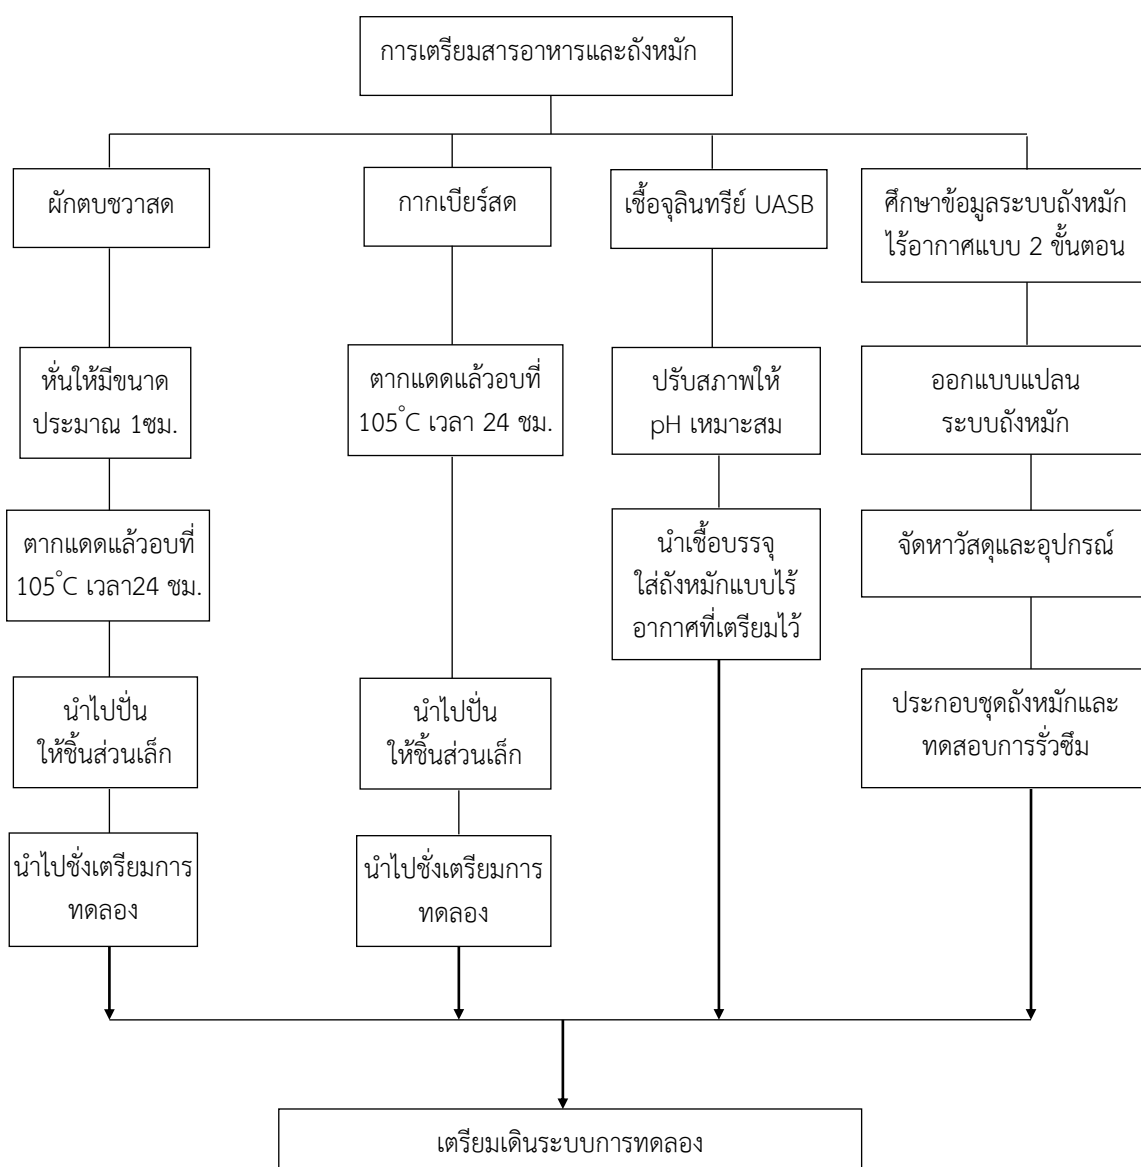 การเตรียมสารอาหารและถังหมัก
ผักตบชวาสด
กากเบียร์สด
เชื้อจุลินทรีย์ UASB
ศึกษาข้อมูลระบบถังหมัก
ไร้อากาศแบบ 2 ขั้นตอน
หั่นให้มีขนาด
ประมาณ 1ซม.
ตากแดดแล้วอบที่
105°C เวลา 24 ชม.
ปรับสภาพให้
pH เหมาะสม
ออกแบบแปลน
ระบบถังหมัก
ตากแดดแล้วอบที่
105°C เวลา24 ชม.
นำเชื้อบรรจุ
ใส่ถังหมักแบบไร้
อากาศที่เตรียมไว้
จัดหาวัสดุและอุปกรณ์
นำไปปั่น
ให้ชิ้นส่วนเล็ก
นำไปปั่น
ให้ชิ้นส่วนเล็ก
ประกอบชุดถังหมักและ
ทดสอบการรั่วซึม
นำไปชั่งเตรียมการ
ทดลอง
นำไปชั่งเตรียมการ
ทดลอง
เตรียมเดินระบบการทดลอง